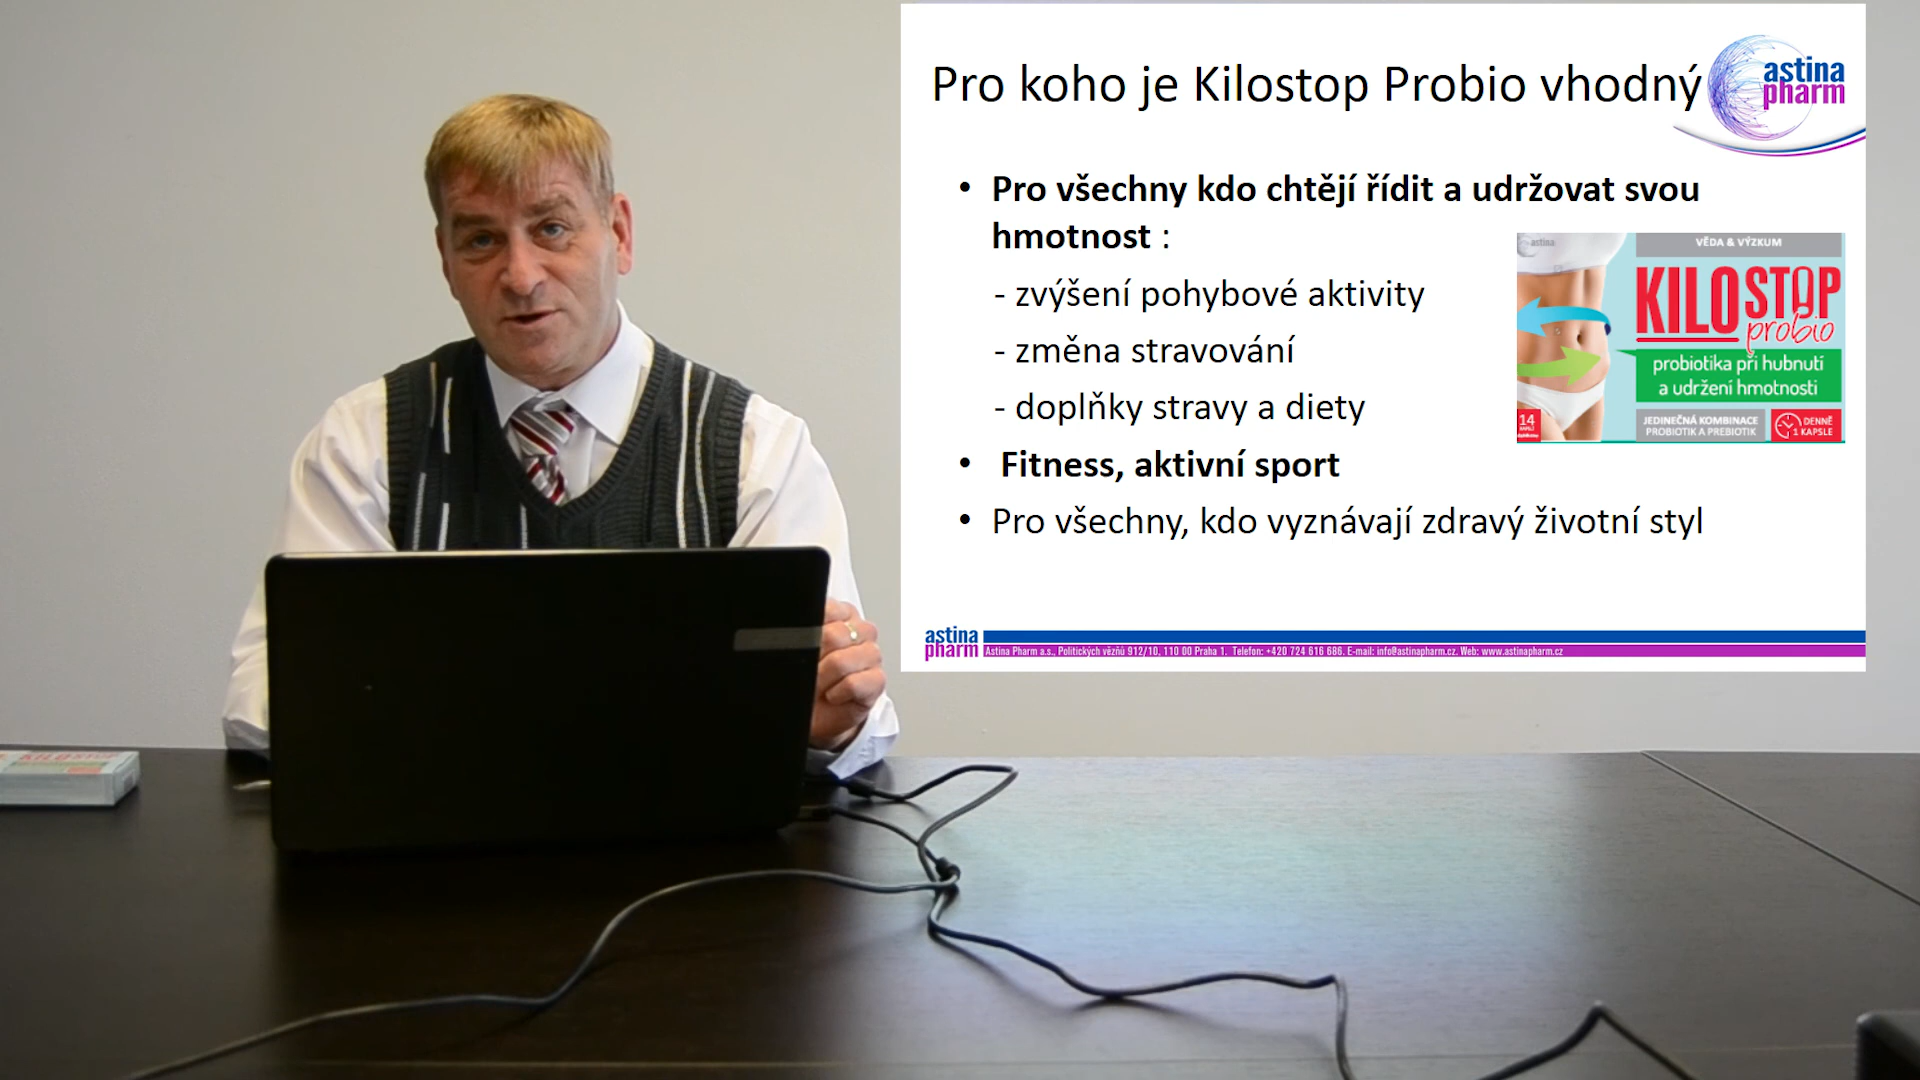 Pro koho je Kilostop Probio vhodný
astina
pharm
• Pro všechny kdo chtějí řídit a udržovat svou
hmotnost :
- zvýšení pohybové aktivity
- změna stravování
- doplňky stravy a diety
• Fitness, aktivní sport
• Pro všechny, kdo vyznávají zdravý životní styl
astina
VĚDA & VÝZKUM
KILOSTOP
probio
probiotika při hubnutí
a udržení hmotnosti
14
JEDINEČNÁ KOMBINACE
PROBIOTIK A PREBIOTIK
DENNĚ
1 KAPSLE
astina
pharm
Astina Pharm a.s., Politických vězňů 912/10, 110 00 Praha 1. Telefon: +420 724 616 686. E-mail: info@astinapharm.cz. Web: www.astinapharm.cz
KILOSTOP